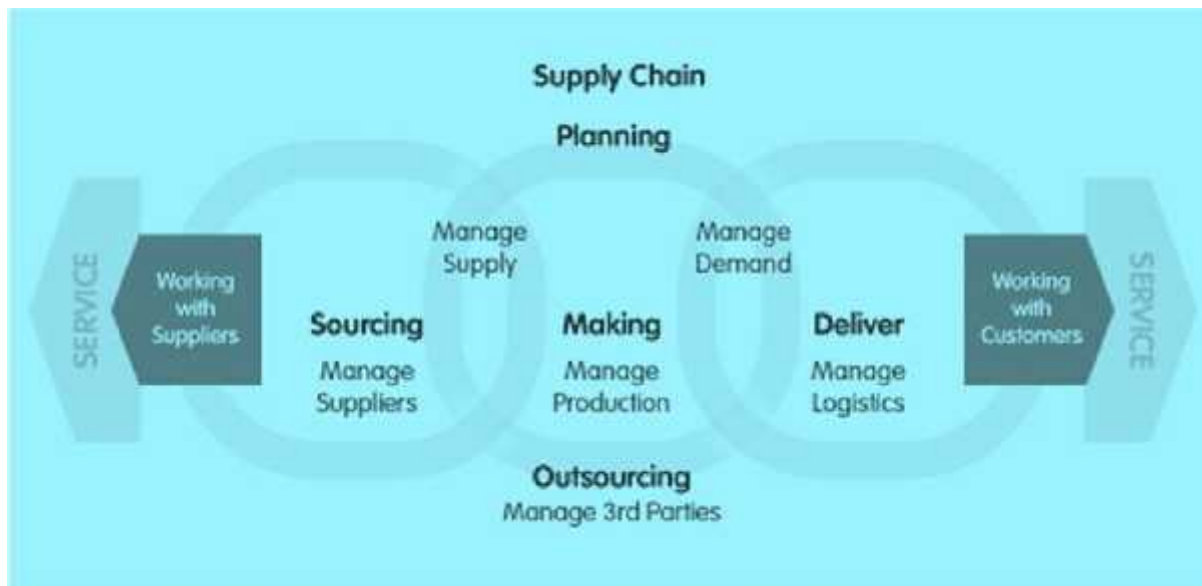 Supply Chain
Planning
Manage
Supply
Manage
Demand
SERVICE
Working
with
Suppliers
Sourcing
Manage
Suppliers
Making
Manage
Production
Deliver
Manage
Logistics
Working
with
Customers
SERVICE
Outsourcing
Manage 3rd Parties